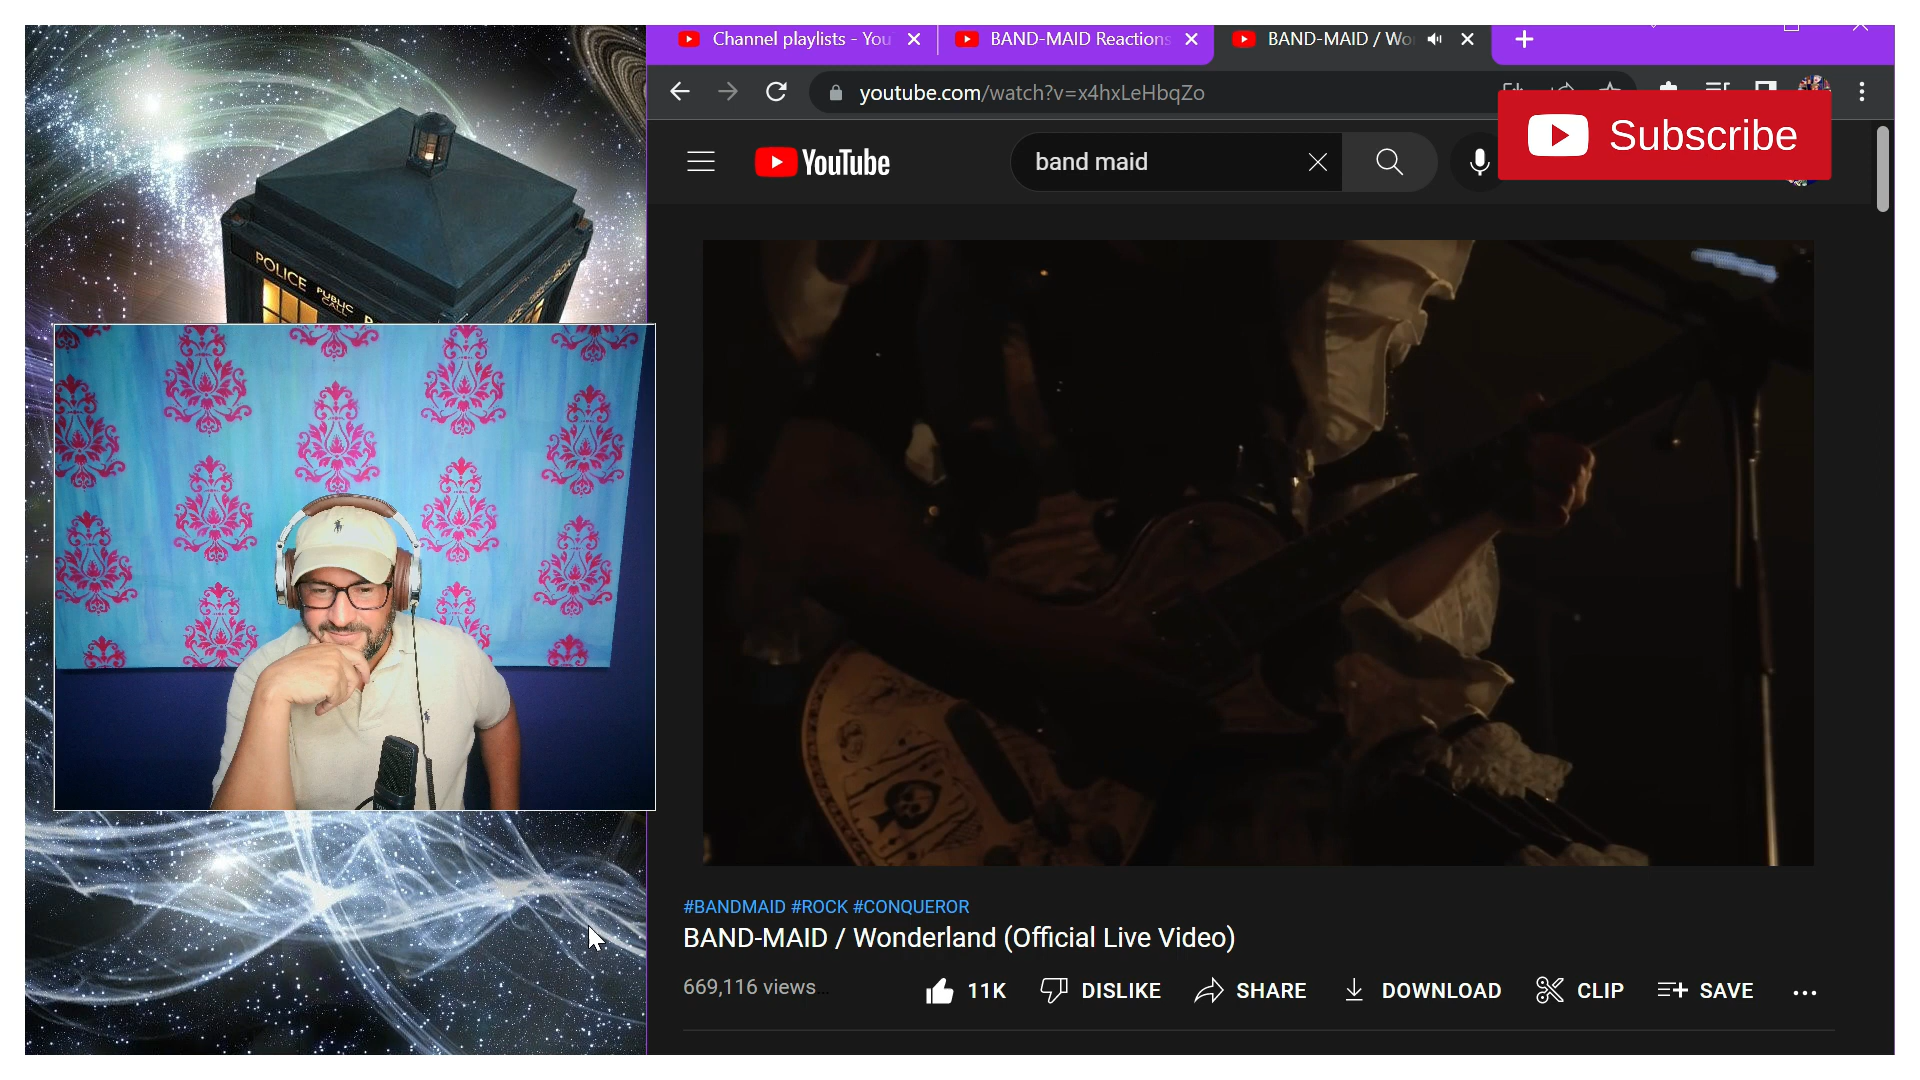 Channel playlists - You
BAND-MAID Reactions
BAND-MAID / Wo
youtube.com/watch?v=x4hxLeHbqZo
YouTube
band maid
Subscribe
POLICE
PUBLIC
CALL
#BANDMAID #ROCK #CONQUEROR
BAND-MAID / Wonderland (Official Live Video)
669,116 views...
11K
DISLIKE
SHARE
DOWNLOAD
CLIP
SAVE